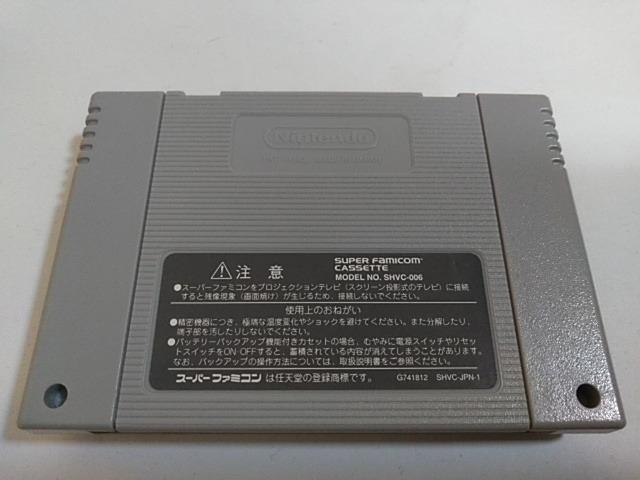 Nintendo
⚠注意
SUPER FAMICOM
CASSETTE
MODEL NO. SHVC-006
●スーパーファミコンをプロジェクションテレビ(スクリーン投影式のテレビ)に接続
すると残像現象(画面焼け)が生じるため、接続しないでください。
使用上のおねがい
●精密機器につき、極端な温度変化やショックを避けてください。また分解したり、
端子部を汚したりしないでください。
●バッテリーバックアップ機能付きカセットの場合、むやみに電源スイッチやリセッ
トスイッチをON・OFFすると、蓄積されている内容が消えてしまうことがあります。
なお、バックアップの操作方法については、取扱説明書をご参照ください。
スーパーファミコンは任天堂の登録商標です。
G741812 SHVC-JPN-1